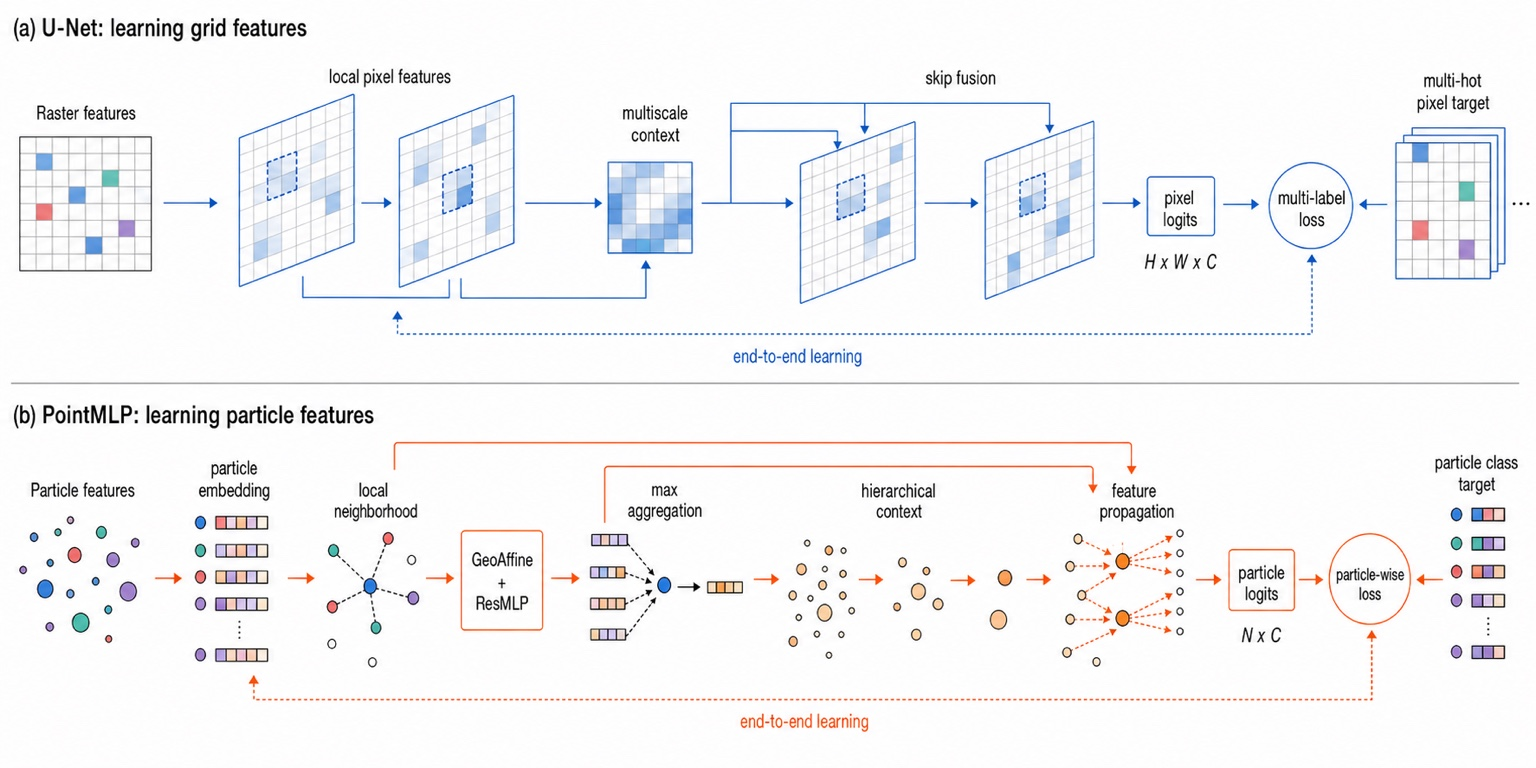 (a) U-Net: learning grid features
local pixel features
skip fusion
multi-hot
pixel target
Raster features
multiscale
context
pixel
logits
multi-label
loss
...
H x W x C
end-to-end learning
(b) PointMLP: learning particle features
Particle features
particle
embedding
local
neighborhood
max
aggregation
hierarchical
context
feature
propagation
particle class
target
GeoAffine
+
ResMLP
particle
logits
particle-wise
loss
N x C
end-to-end learning